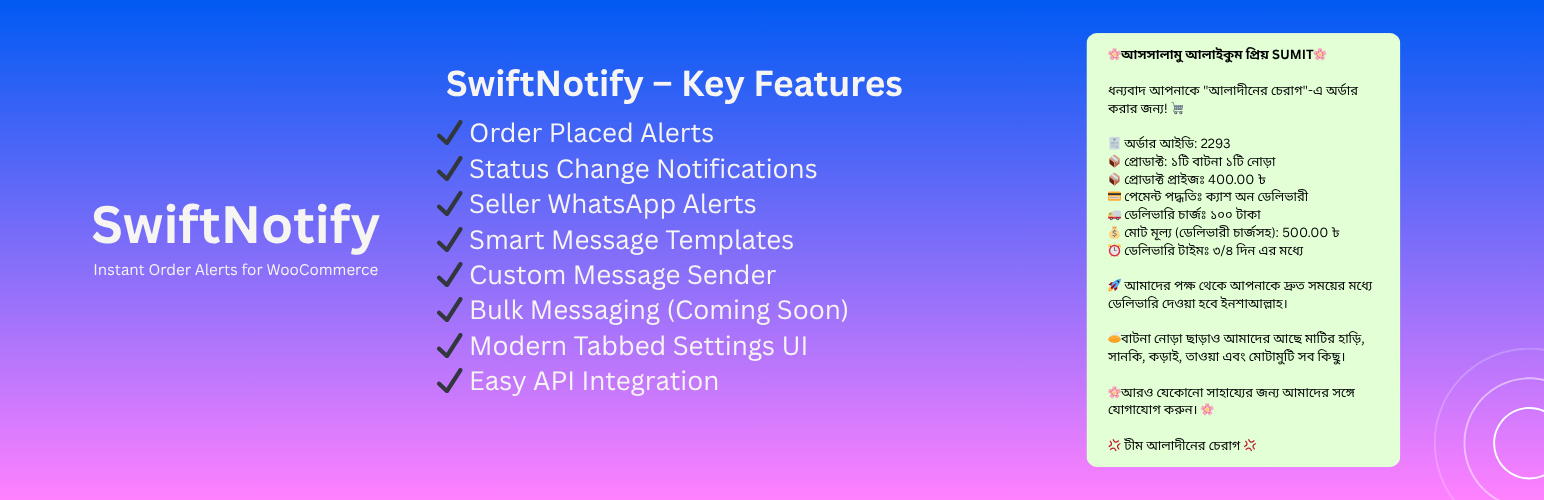 SwiftNotify
Instant Order Alerts for WooCommerce
SwiftNotify – Key Features
✔ Order Placed Alerts
✔ Status Change Notifications
✔ Seller WhatsApp Alerts
✔ Smart Message Templates
✔ Custom Message Sender
✔ Bulk Messaging (Coming Soon)
✔ Modern Tabbed Settings UI
✔ Easy API Integration
🌸আসসালামু আলাইকুম প্রিয় SUMIT🌸
ধন্যবাদ আপনাকে "আলাদীনের চেরাগ"-এ অর্ডার
করার জন্য! 🛒
🧾 অর্ডার আইডি: 2293
📦 প্রোডাক্ট: ১টি বাটনা ১টি নোড়া
📦 প্রোডাক্ট প্রাইজঃ 400.00 ৳
💳 পেমেন্ট পদ্ধতিঃ ক্যাশ অন ডেলিভারী
🚚 ডেলিভারি চার্জঃ ১০০ টাকা
💰 মোট মূল্য (ডেলিভারী চার্জসহ): 500.00 ৳
⏰ ডেলিভারি টাইমঃ ৩/৪ দিন এর মধ্যে
🚀 আমাদের পক্ষ থেকে আপনাকে দ্রুত সময়ের মধ্যে
ডেলিভারি দেওয়া হবে ইনশাআল্লাহ।
🥧বাটনা নোড়া ছাড়াও আমাদের আছে মাটির হাড়ি,
সানকি, কড়াই, তাওয়া এবং মোটামুটি সব কিছু।
🌸আরও যেকোনো সাহায্যের জন্য আমাদের সঙ্গে
যোগাযোগ করুন। 🌸
💢 টীম আলাদীনের চেরাগ 💢